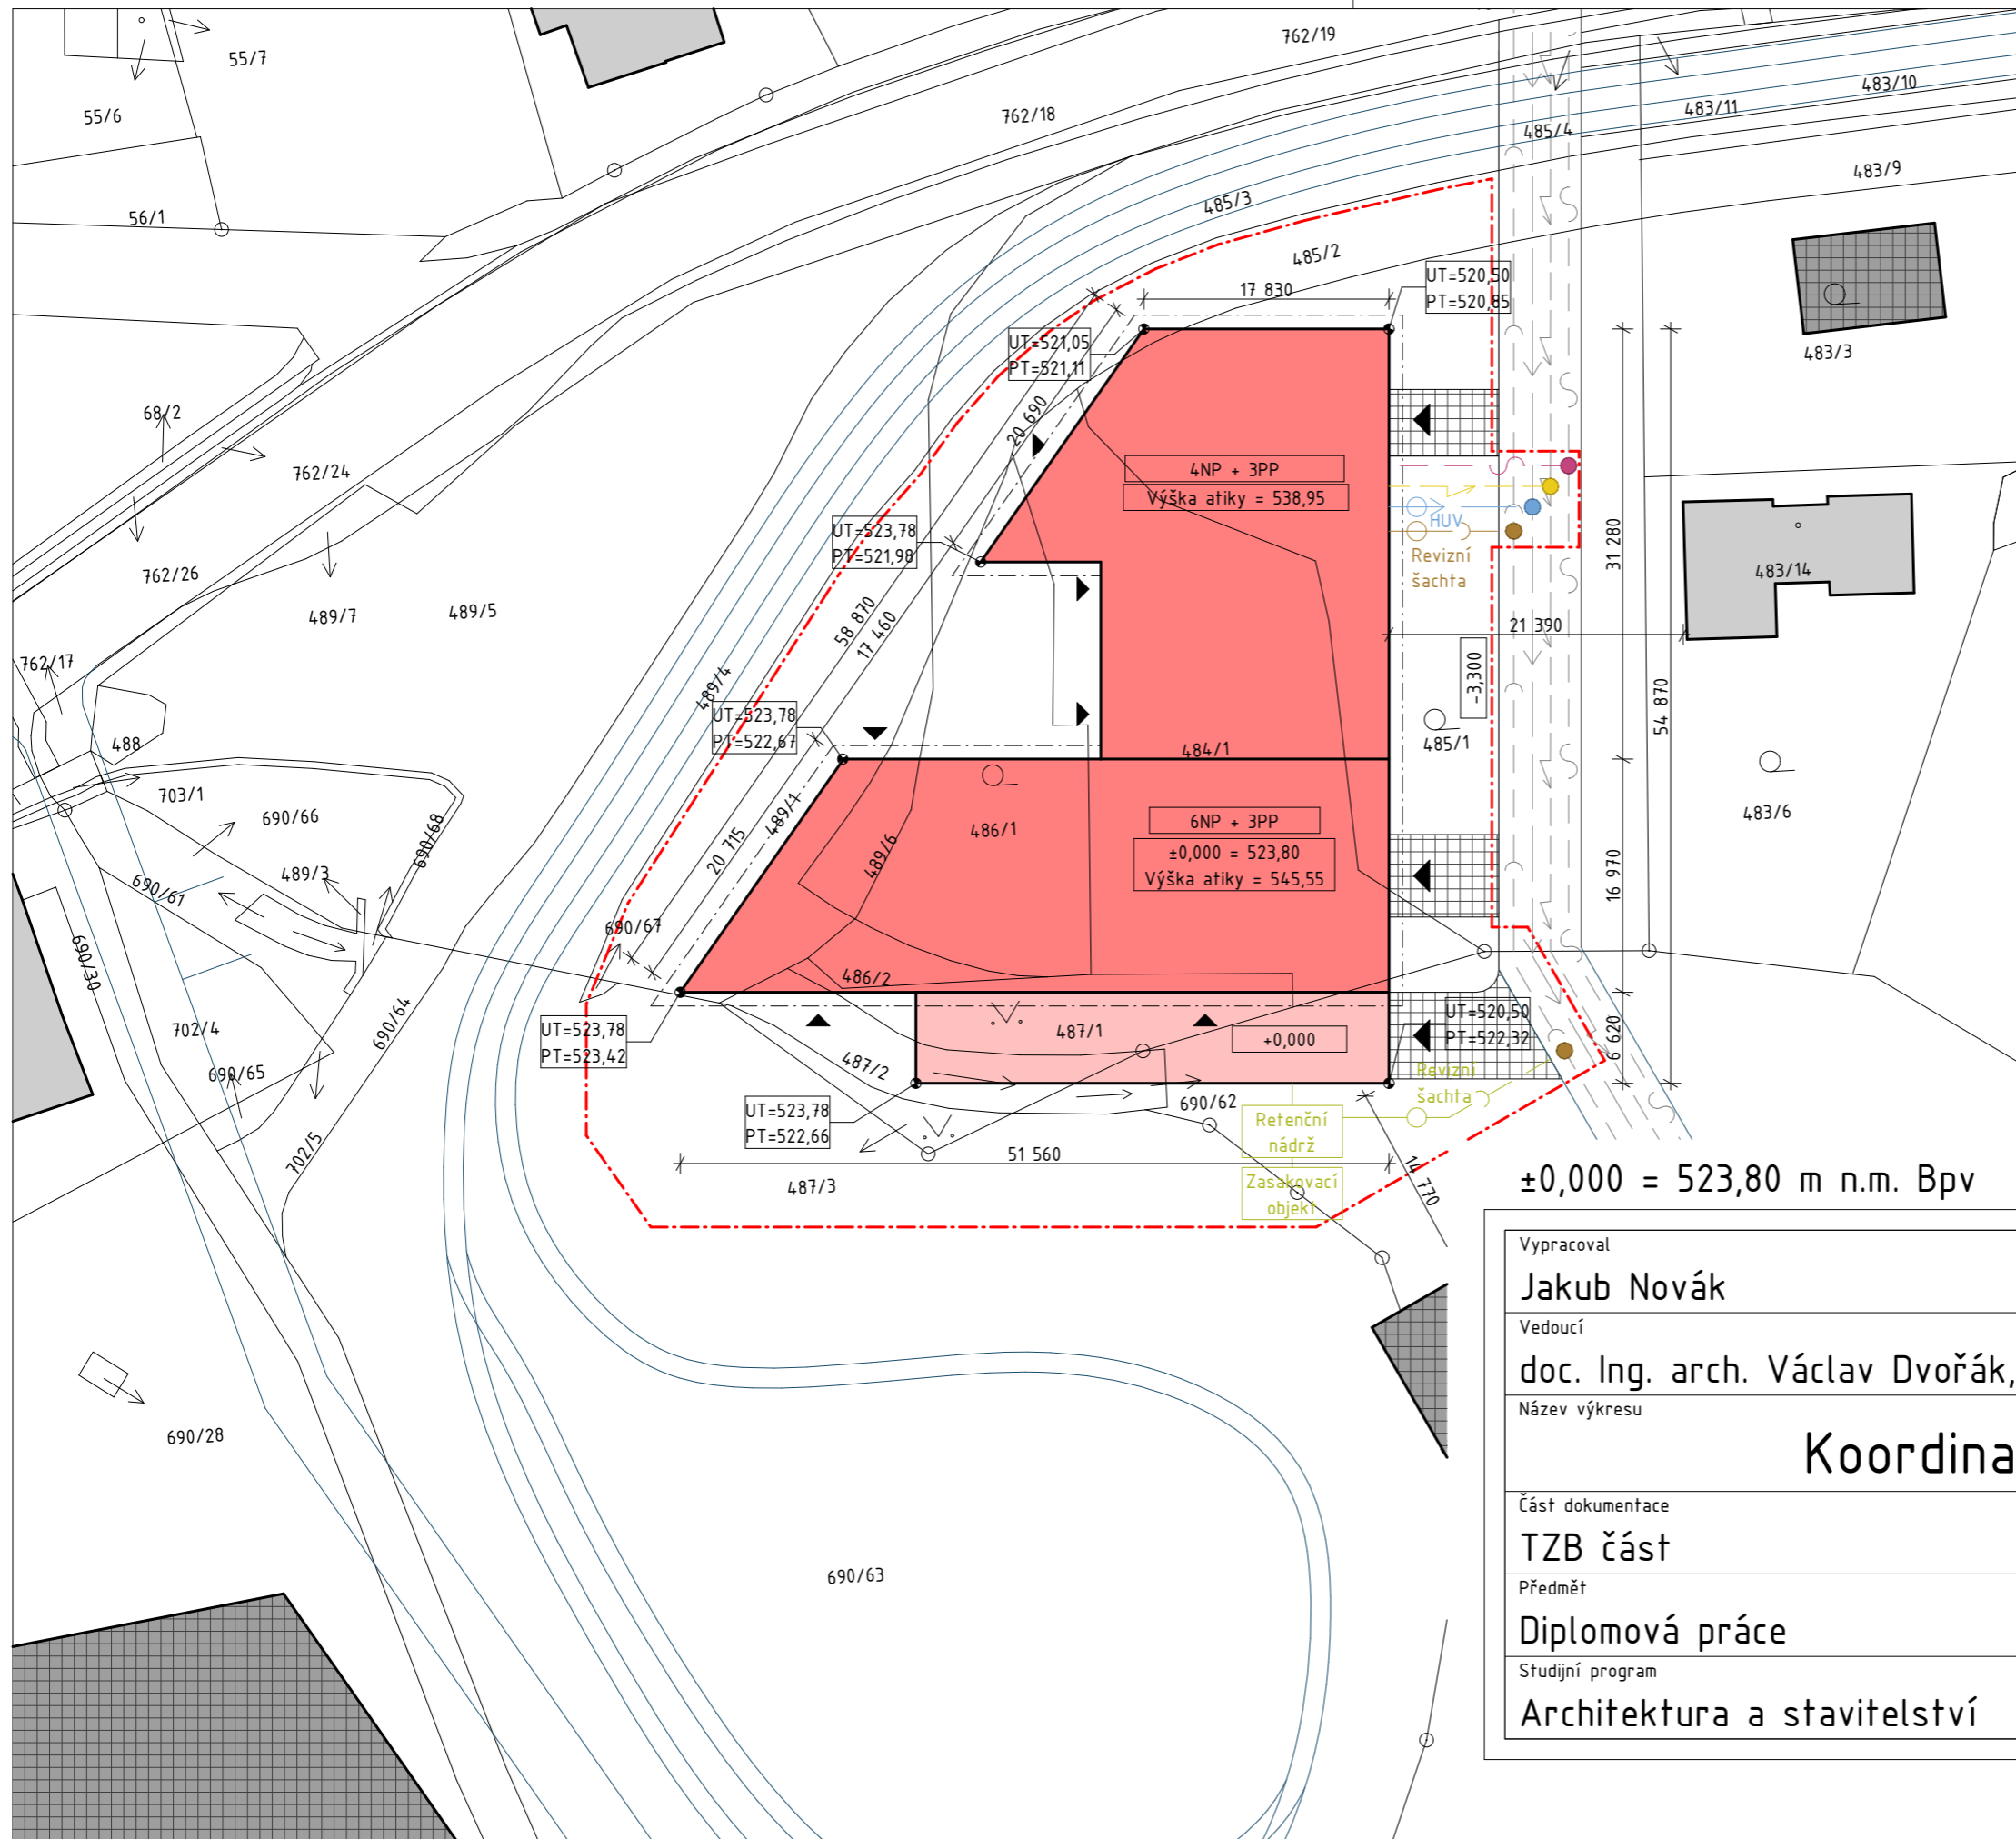 762/19
55/7
483/10
483/11
55/6
762/18
485/4
483/9
56/1
485/3
485/2
UT=520,50
PT=520,85
17 830
UT=521,05
PT=521,11
483/3
68/2
20 690
4NP + 3PP
Výška atiky = 538,95
762/24
HUV
Revizní
šachta
UT=523,78
PT=521,98
31 280
483/14
762/26
489/7
489/5
58 870
17 460
21 390
-3,300
762/17
489/4
54 870
UT=523,78
PT=522,67
488
484/1
485/1
703/1
690/66
690/68
489/1
20 715
489/6
486/1
6NP + 3PP
±0,000 = 523,80
Výška atiky = 545,55
483/6
489/3
690/61
16 970
690/67
690/30
486/2
702/4
690/64
UT=523,78
PT=523,42
487/1
+0,000
UT=520,50
PT=522,32
6 620
487/2
690/65
Revizní
šachta
690/62
UT=523,78
PT=522,66
Retenční
nádrž
702/5
51 560
14 770
487/3
Zasakovací
objekt
±0,000 = 523,80 m n.m. Bpv
Vypracoval
Jakub Novák
Vedoucí
doc. Ing. arch. Václav Dvořák,
Název výkresu
Koordina
Část dokumentace
TZB část
Předmět
Diplomová práce
Studijní program
Architektura a stavitelství
690/28
690/63